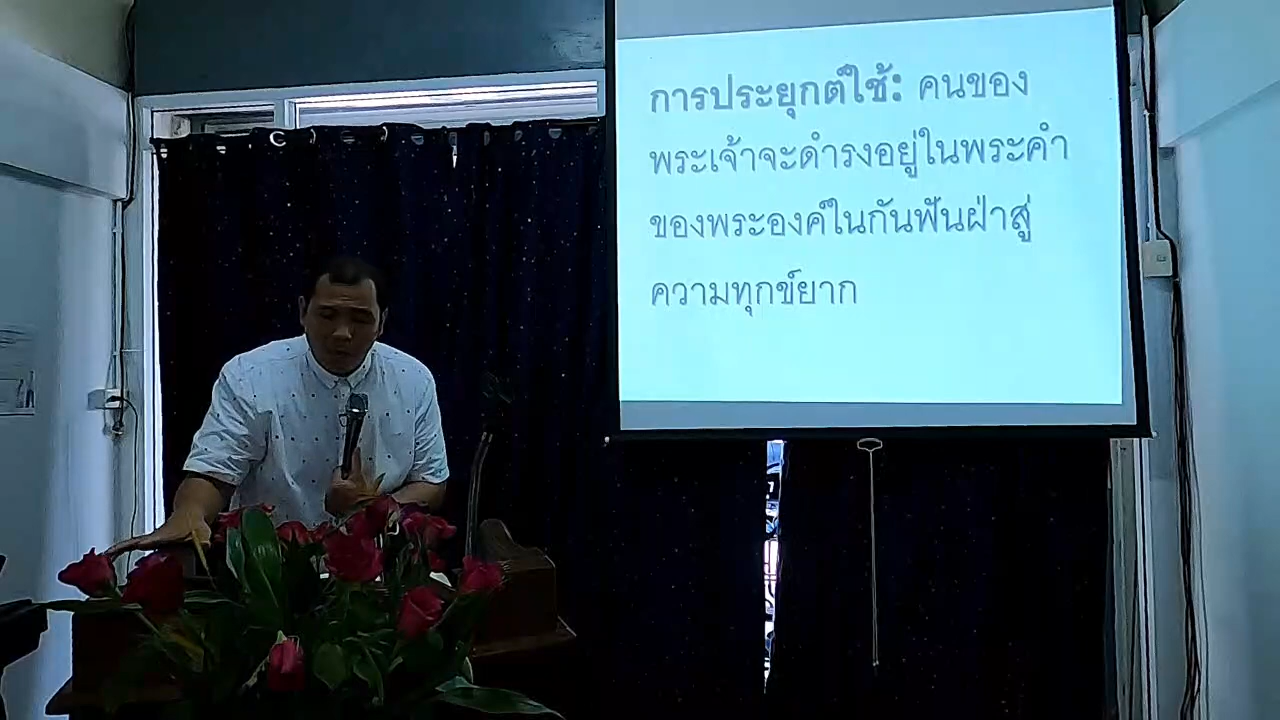 การประยุกต์ใช้: คนของ
พระเจ้าจะดำรงอยู่ในพระคำ
ของพระองค์ในกันฟันฝ่าสู่
ความทุกข์ยาก